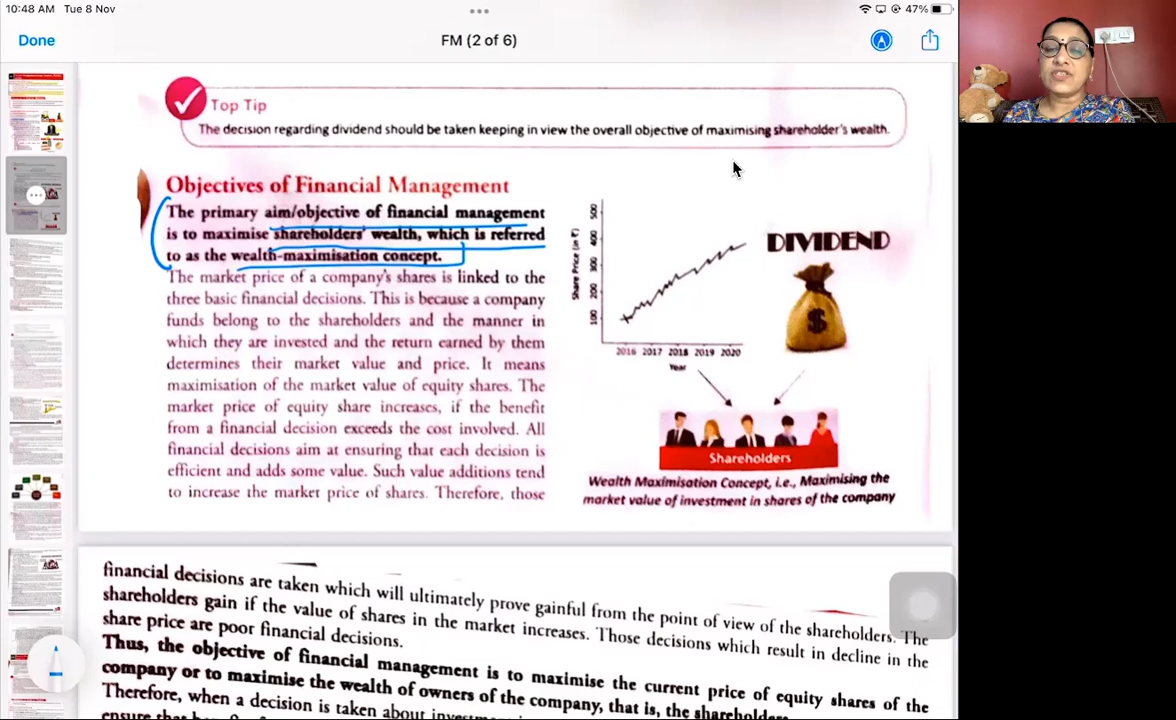 10:48 AM Tue 8 Nov
47%
Done
FM (2 of 6)
Top Tip
The decision regarding dividend should be taken keeping in view the overall objective of maximising shareholder's wealth.
Objectives of Financial Management
The primary aim/objective of financial management
is to maximise shareholders' wealth, which is referred
to as the wealth-maximisation concept.
The market price of a company's shares is linked to the
three basic financial decisions. This is because a company
funds belong to the shareholders and the manner in
which they are invested and the return earned by them
determines their market value and price. It means
maximisation of the market value of equity shares. The
market price of equity share increases, if the benefit
from a financial decision exceeds the cost involved. All
financial decisions aim at ensuring that each decision is
efficient and adds some value. Such value additions tend
to increase the market price of shares. Therefore, those
Share Price (in ₹)
500
400
300
200
100
2016 2017 2018 2019 2020
Year
DIVIDEND
$
Shareholders
Wealth Maximisation Concept, i.e., Maximising the
market value of investment in shares of the company
financial decisions are taken which will ultimately prove gainful from the point of view of the shareholders. The
shareholders gain if the value of shares in the market increases. Those decisions which result in decline in the
share price are poor financial decisions.
Thus, the objective of financial management is to maximise the current price of equity shares of the
company or to maximise the wealth of owners of the company, that is, the shareholders.
Therefore, when a decision is taken about